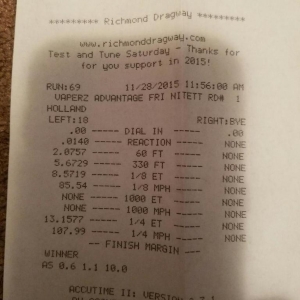 ********* Richmond Dragway *********
www.richmonddragway.com
Test and Tune Saturday - Thanks for
for you support in 2015!
RUN:69 11/28/2015 11:56:00 AM
VAPERZ ADVANTAGE FRI NITETT RD# 1
HOLLAND
LEFT:18 RIGHT:BYE
.00 ----- DIAL IN ----- .00
.0140 ----- REACTION ----- NONE
2.0757 ----- 60 FT ----- NONE
5.6729 ----- 330 FT ----- NONE
8.5719 ----- 1/8 ET ----- NONE
85.54 ----- 1/8 MPH ----- NONE
NONE ----- 1000 ET ----- NONE
NONE ----- 1000 MPH ----- NONE
13.1577 ----- 1/4 ET ----- NONE
107.99 ----- 1/4 MPH ----- NONE
-- FINISH MARGIN --
WINNER
AS 0.6 1.1 10.0
ACCUTIME II: VERSION